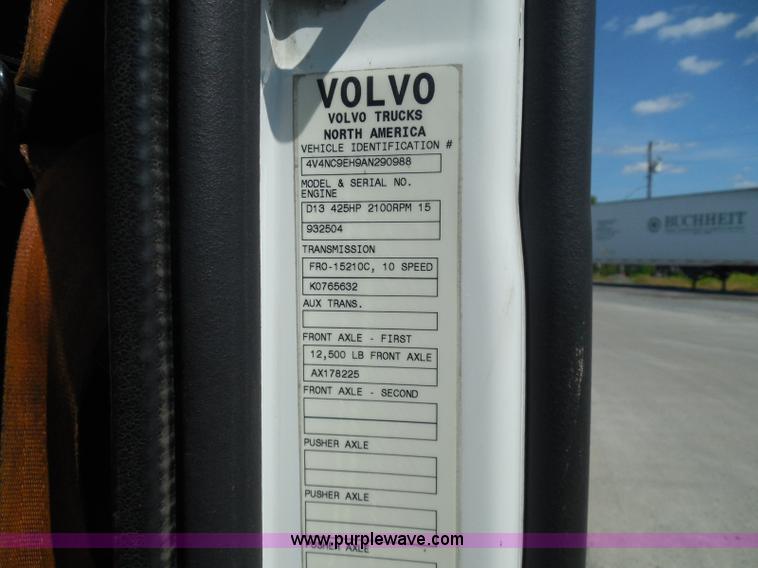 VOLVO
VOLVO TRUCKS
NORTH AMERICA
VEHICLE IDENTIFICATION #
4V4NC9EH9AN290988
MODEL & SERIAL NO.
ENGINE
D13 425HP 2100RPM 15
932504
TRANSMISSION
FRO-15210C, 10 SPEED
K0765632
AUX TRANS.
FRONT AXLE - FIRST
12,500 LB FRONT AXLE
AX178225
FRONT AXLE - SECOND
PUSHER AXLE
PUSHER AXLE
PUSHER AXLE
BUCHHEIT
www.purplewave.com